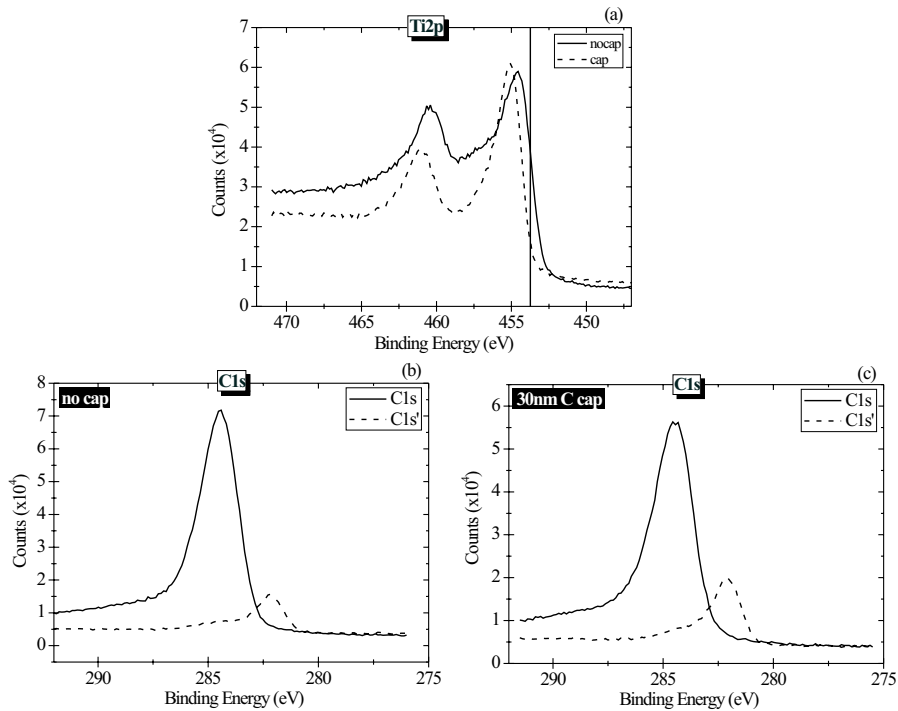 (a)
Ti2p
nocap
cap
7
6
5
4
3
2
1
0
Counts (x10⁴)
470 465 460 455 450
Binding Energy (eV)
(b)
C1s
no cap
C1s
C1s'
8
7
6
5
4
3
2
1
0
Counts (x10⁴)
290 285 280 275
Binding Energy (eV)
(c)
C1s
30nm C cap
C1s
C1s'
6
5
4
3
2
1
0
Counts (x10⁴)
290 285 280 275
Binding Energy (eV)